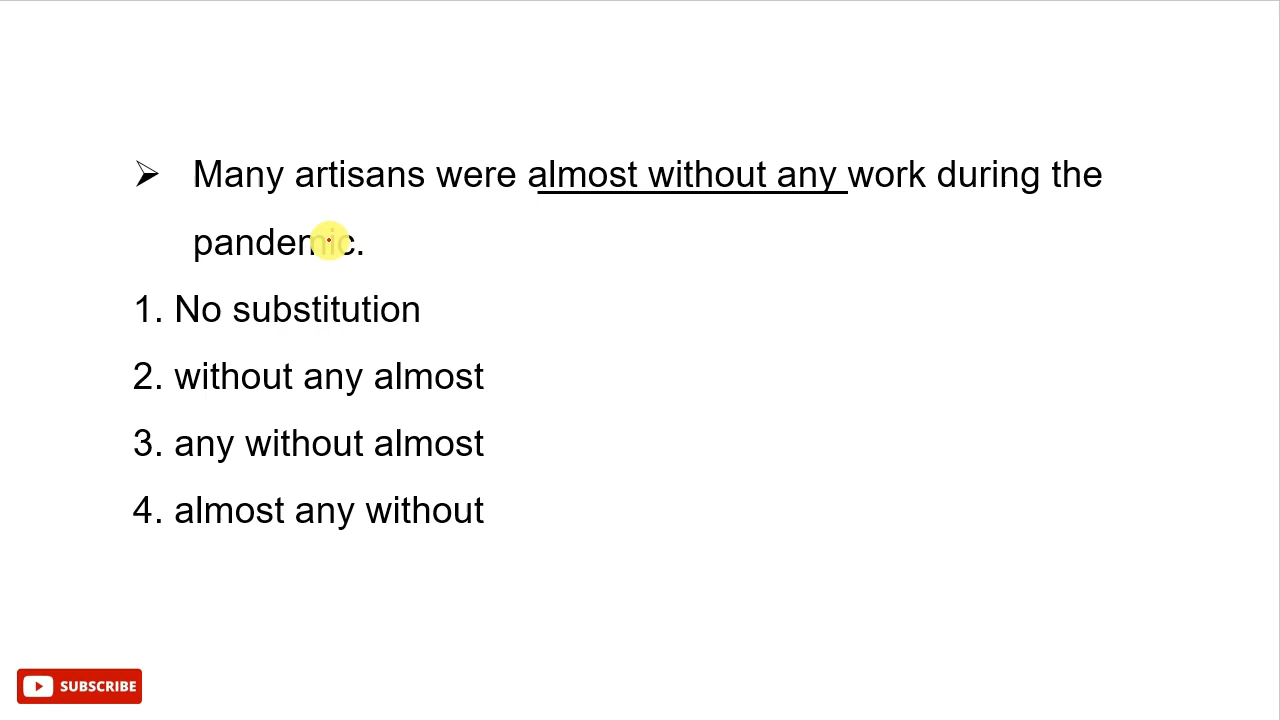 ➢ Many artisans were almost without any work during the
pandemic.
1. No substitution
2. without any almost
3. any without almost
4. almost any without
SUBSCRIBE